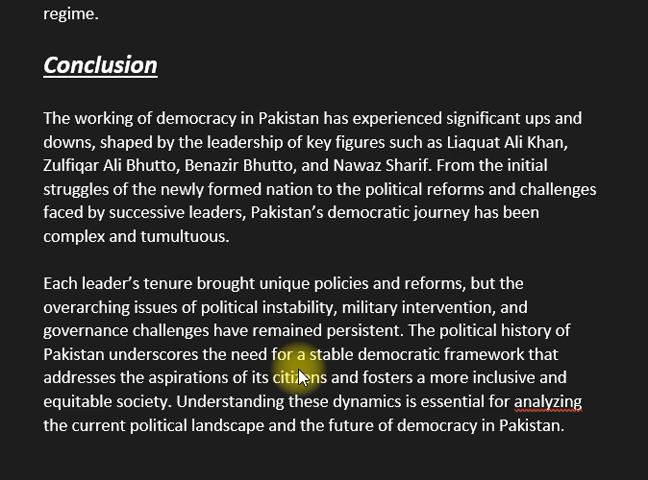 regime.
Conclusion
The working of democracy in Pakistan has experienced significant ups and
downs, shaped by the leadership of key figures such as Liaquat Ali Khan,
Zulfiqar Ali Bhutto, Benazir Bhutto, and Nawaz Sharif. From the initial
struggles of the newly formed nation to the political reforms and challenges
faced by successive leaders, Pakistan’s democratic journey has been
complex and tumultuous.
Each leader’s tenure brought unique policies and reforms, but the
overarching issues of political instability, military intervention, and
governance challenges have remained persistent. The political history of
Pakistan underscores the need for a stable democratic framework that
addresses the aspirations of its citizens and fosters a more inclusive and
equitable society. Understanding these dynamics is essential for analyzing
the current political landscape and the future of democracy in Pakistan.